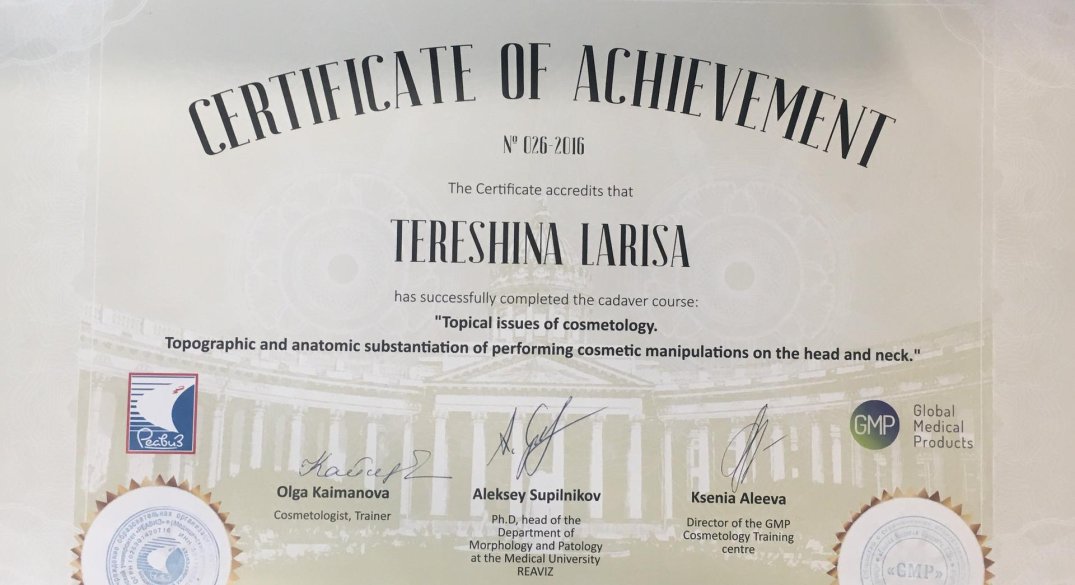 CERTIFICATE OF ACHIEVEMENT
Nº 026-2016
The Certificate accredits that
TERESHINA LARISA
has successfully completed the cadaver course:
"Topical issues of cosmetology.
Topographic and anatomic substantiation of performing cosmetic manipulations on the head and neck."
РеавиЗ
GMP
Global
Medical
Products
Olga Kaimanova
Cosmetologist, Trainer
Aleksey Supilnikov
Ph.D, head of the
Department of
Morphology and Patology
at the Medical University
REAVIZ
Ksenia Aleeva
Director of the GMP
Cosmetology Training
centre
«GMP»